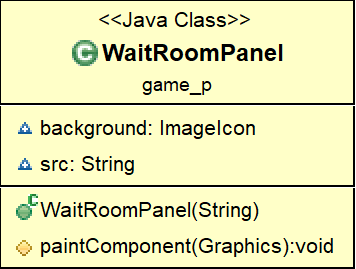 <<Java Class>>
C WaitRoomPanel
game_p
background: ImageIcon
src: String
C WaitRoomPanel(String)
paintComponent(Graphics):void